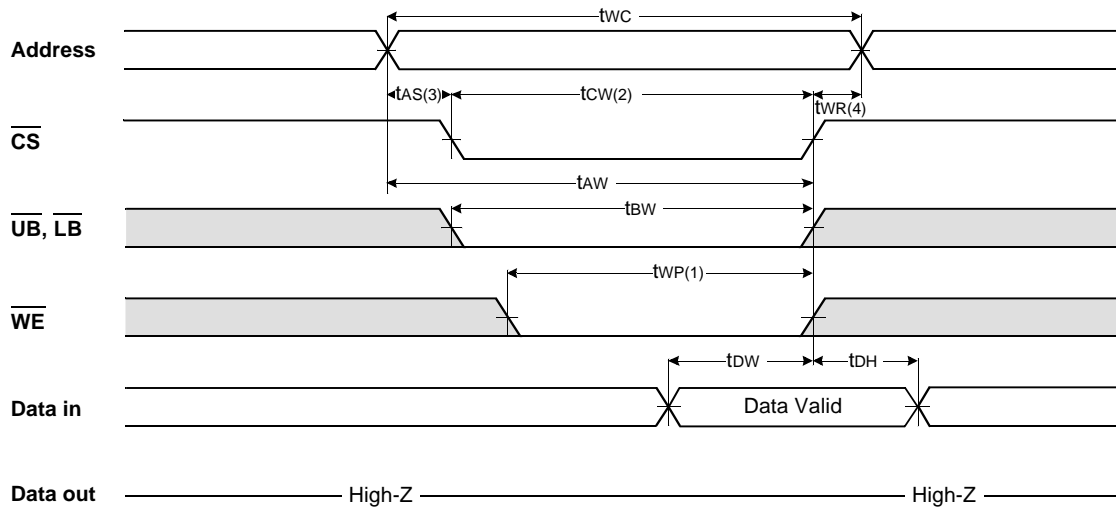 tWC
Address
tAS(3) tCW(2) tWR(4)
CS
tAW
tBW
UB, LB
tWP(1)
WE
tDW tDH
Data in Data Valid
Data out High-Z High-Z